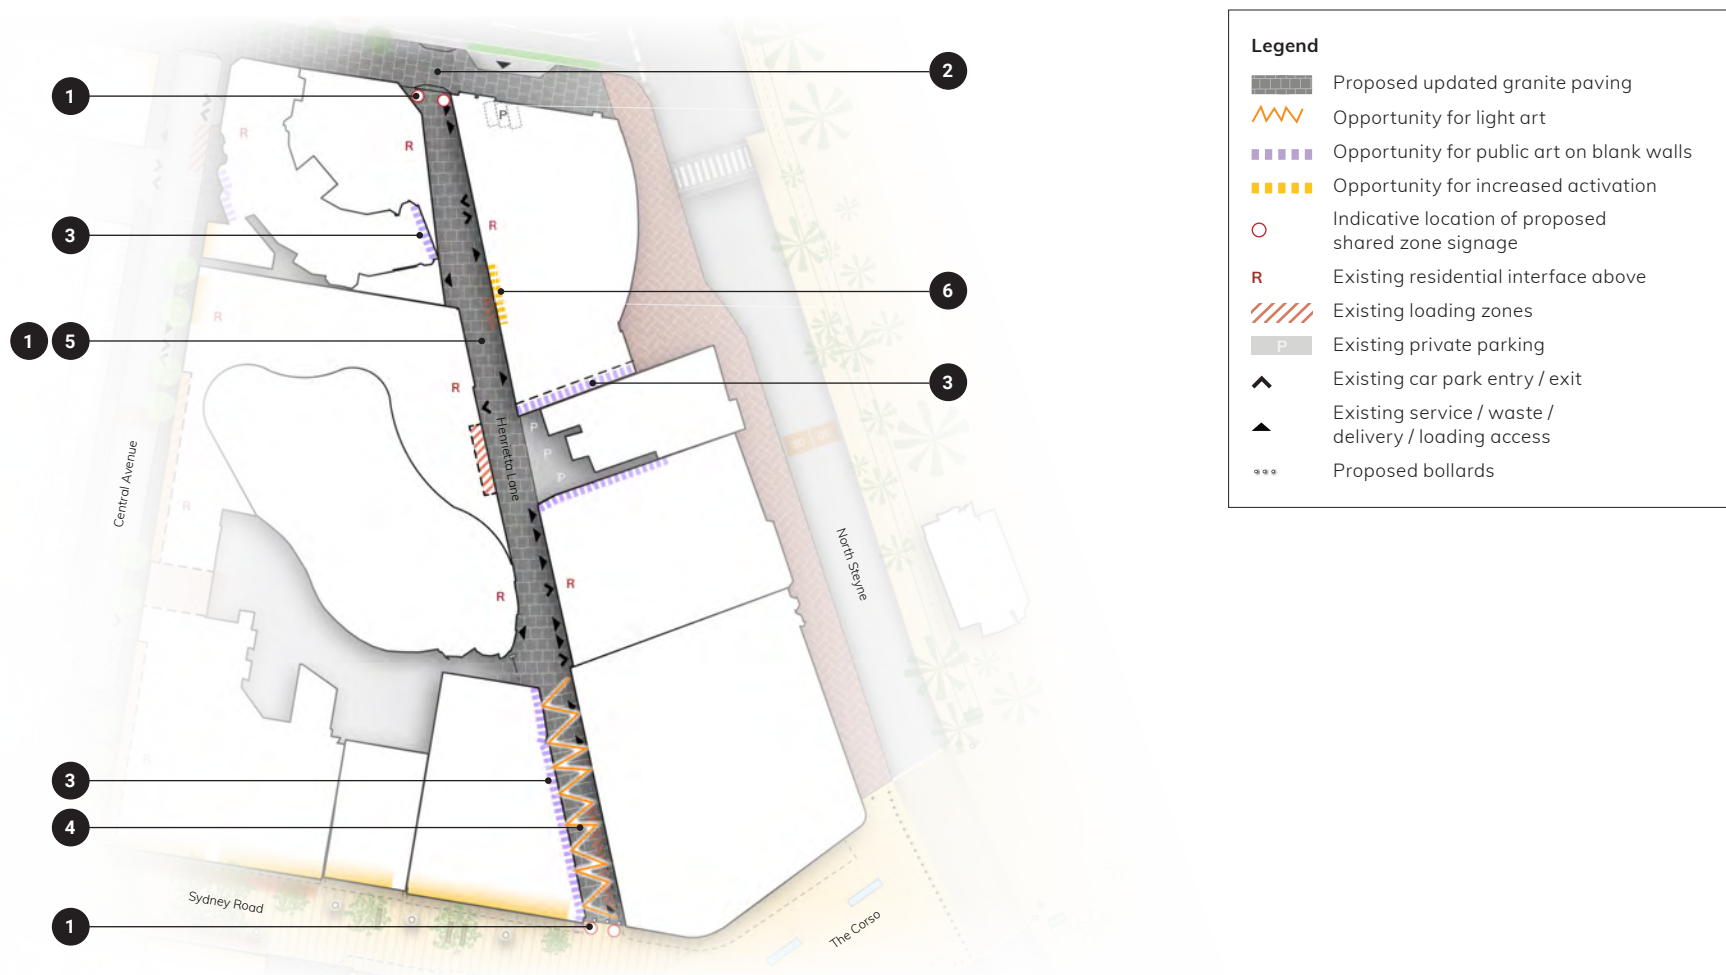 Legend
Proposed updated granite paving
Opportunity for light art
Opportunity for public art on blank walls
Opportunity for increased activation
Indicative location of proposed
shared zone signage
R Existing residential interface above
Existing loading zones
P Existing private parking
Existing car park entry / exit
Existing service / waste /
delivery / loading access
Proposed bollards
1
2
3
6
1 5
3
3
4
1
P
R
R
R
R
R
P
P
P
R
R
R
R
R
Henrietta Lane
Central Avenue
North Steyne
Sydney Road
The Corso